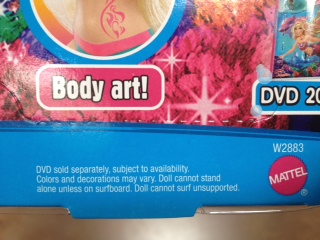 Body art!
DVD 20
W2883
DVD sold separately, subject to availability.
Colors and decorations may vary. Doll cannot stand
alone unless on surfboard. Doll cannot surf unsupported.
MATTEL